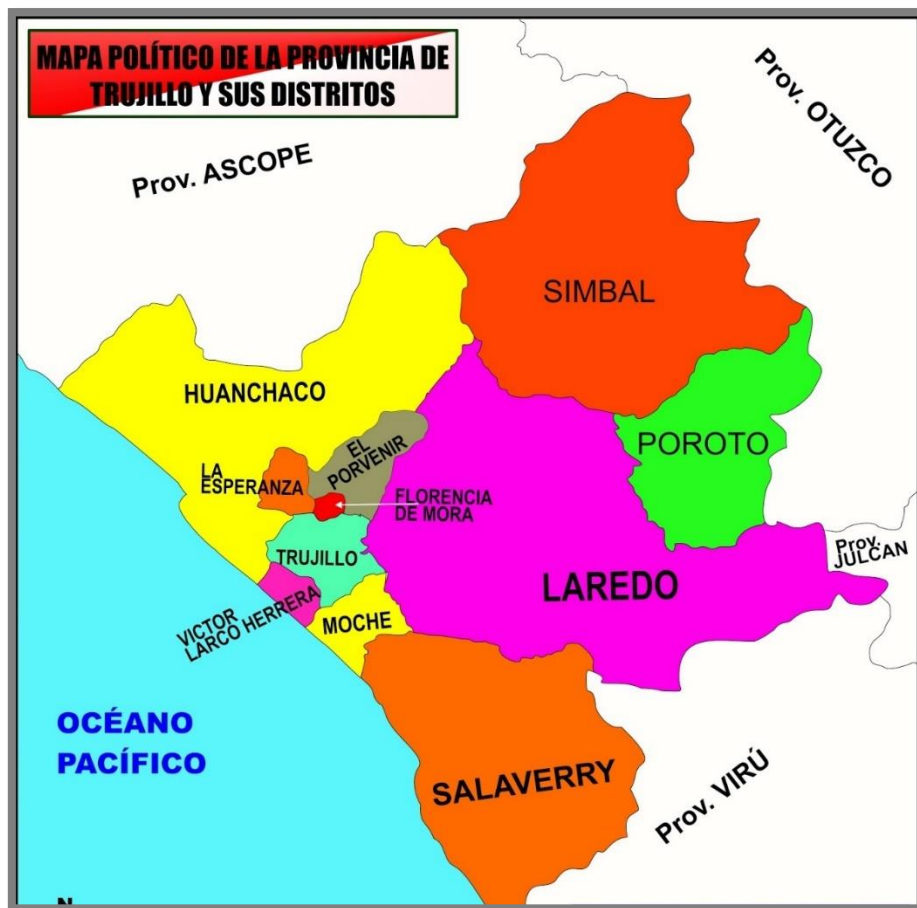 MAPA POLÍTICO DE LA PROVINCIA DE
TRUJILLO Y SUS DISTRITOS
Prov. ASCOPE
Prov. OTUZCO
SIMBAL
HUANCHACO
POROTO
EL
PORVENIR
LA
ESPERANZA
FLORENCIA
DE MORA
Prov.
JULCAN
TRUJILLO
LAREDO
VICTOR
LARCO HERRERA
MOCHE
OCÉANO
PACÍFICO
SALAVERRY
Prov. VIRÚ